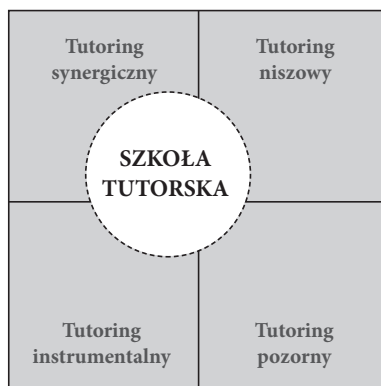 Tutoring
synergiczny
Tutoring
niszowy
SZKOŁA
TUTORSKA
Tutoring
instrumentalny
Tutoring
pozorny